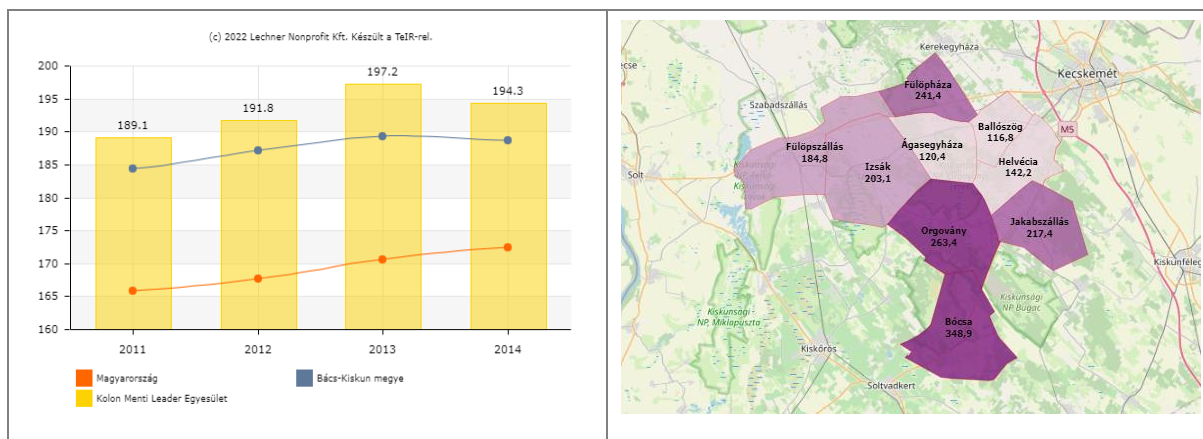 (c) 2022 Lechner Nonprofit Kft. Készült a TeIR-rel.
200
195
190
185
180
175
170
165
160
189.1
191.8
197.2
194.3
2011
2012
2013
2014
Magyarország
Bács-Kiskun megye
Kolon Menti Leader Egyesület
Kerekegyháza
Kecskemét
Fülöpháza
241,4
Szabadszállás
Ballószög
116,8
M5
Fülöpszállás
184,8
Ágasegyháza
120,4
Izsák
203,1
Helvécia
142,2
Solt
Jakabszállás
217,4
Orgovány
263,4
Kiskunfélegy
Kiskunsági
NP Bugac
Kiskunsági
NP, Miklapuszta
Bócsa
348,9
Kiskőrös
Soltvadkert